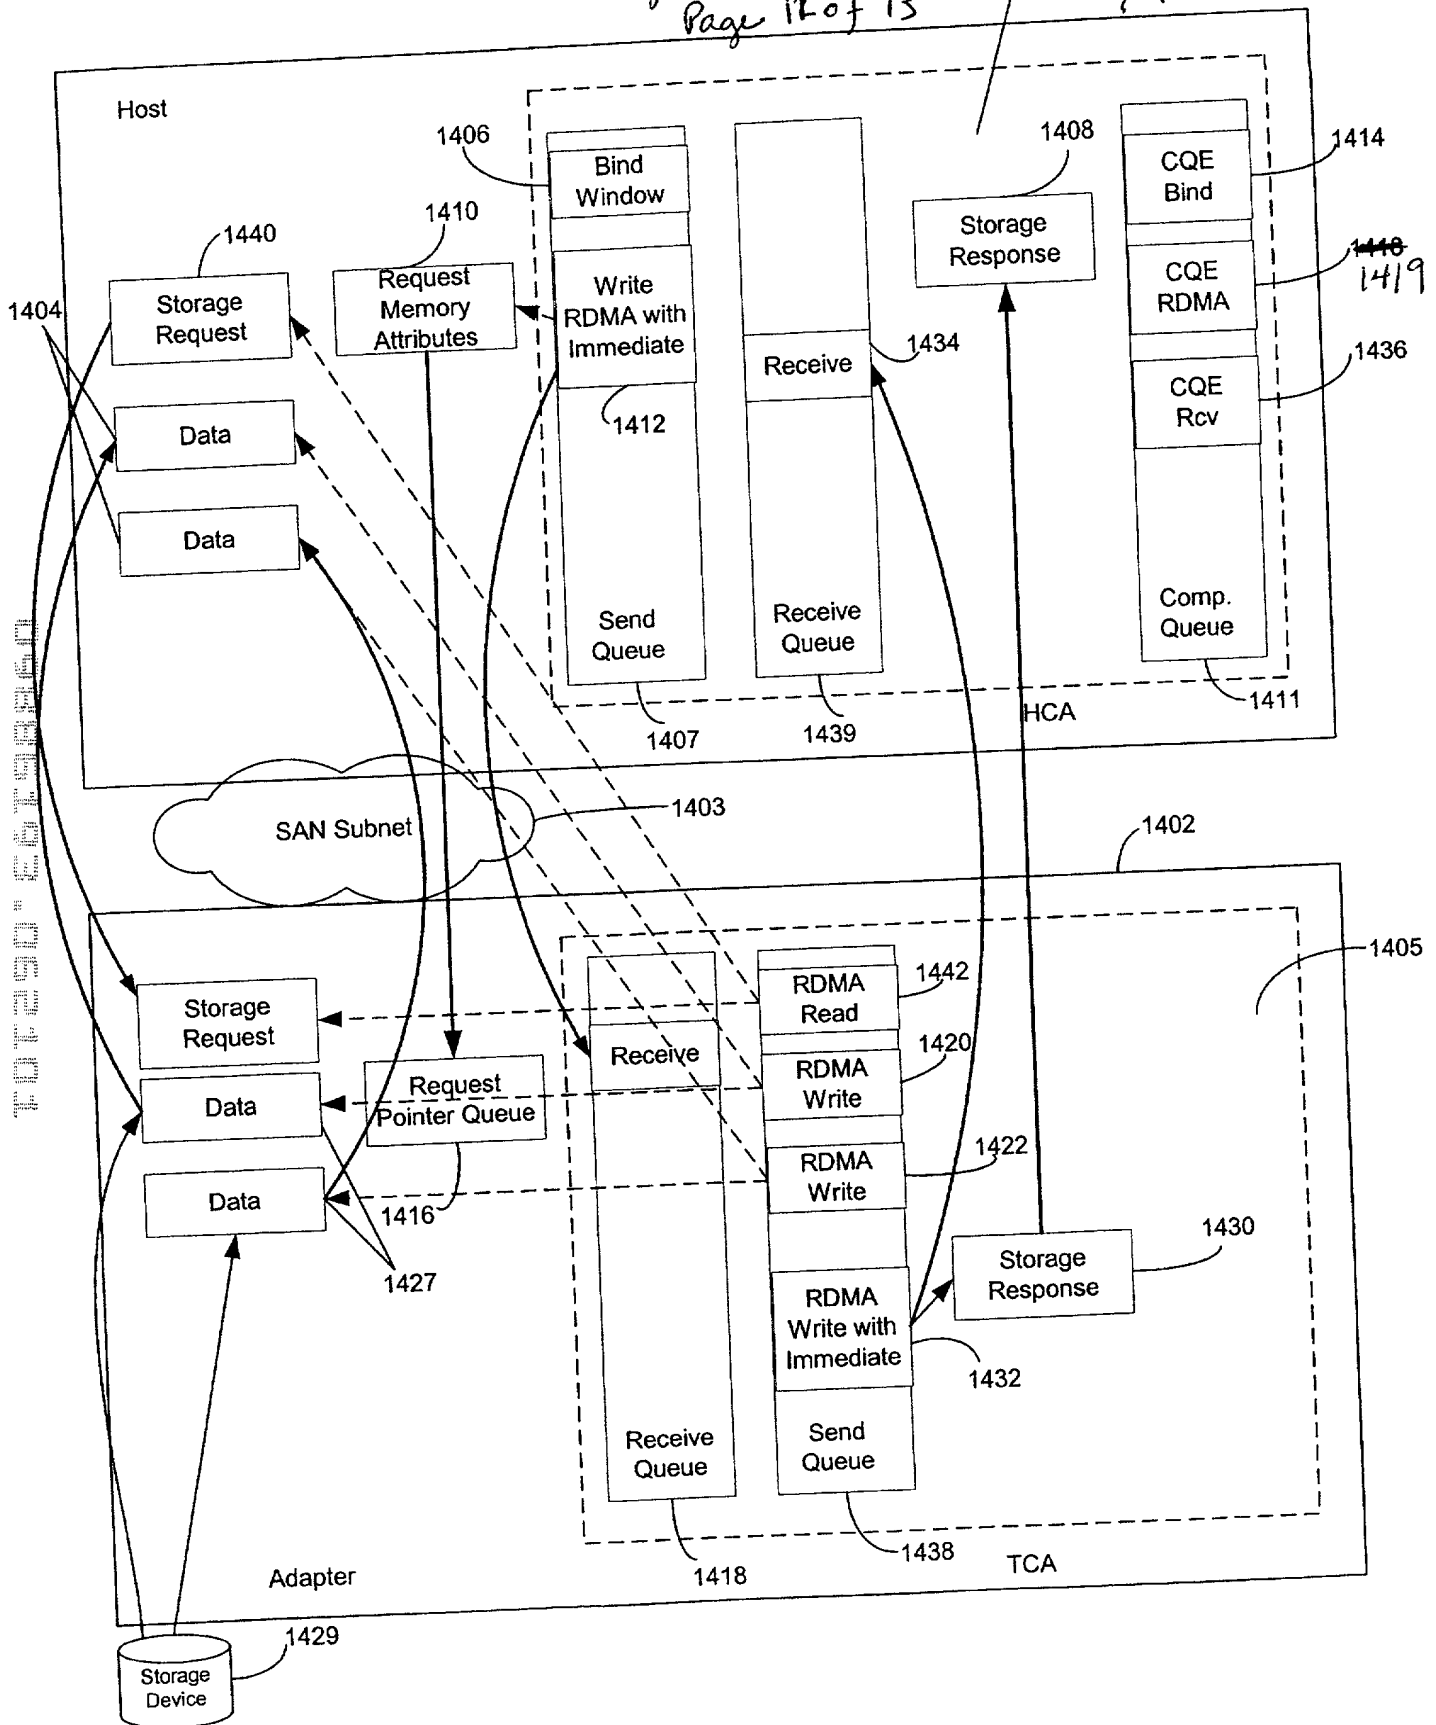 Page 12 of 13
Host
1406
Bind
Window
1410
1440
Storage
Request
Request
Memory
Attributes
Write
RDMA with
Immediate
1412
1404
Data
Data
1408
Storage
Response
CQE
Bind
1414
CQE
RDMA
1418
1419
CQE
Rcv
1436
Receive
1434
Send
Queue
Receive
Queue
Comp.
Queue
1407
1439
HCA
1411
SAN Subnet
1403
1402
1405
Storage
Request
Data
Data
Request
Pointer Queue
1416
1427
Receive
RDMA
Read
1442
RDMA
Write
1420
RDMA
Write
1422
RDMA
Write with
Immediate
1432
Storage
Response
1430
Receive
Queue
Send
Queue
1418
1438
TCA
Adapter
Storage
Device
1429